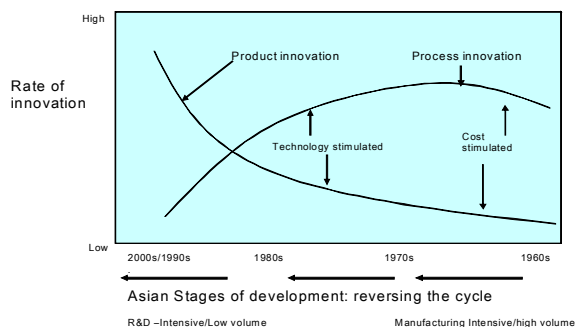 High
Product innovation
Process innovation
Rate of
innovation
Technology stimulated
Cost
stimulated
Low
2000s/1990s
1980s
1970s
1960s
Asian Stages of development: reversing the cycle
R&D –Intensive/Low volume
Manufacturing Intensive/high volume